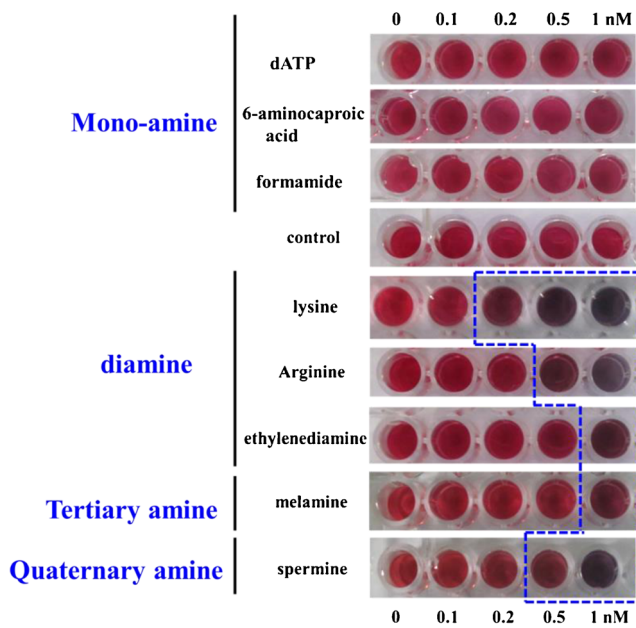 0 0.1 0.2 0.5 1 nM
Mono-amine
dATP
6-aminocaproic
acid
formamide
control
diamine
lysine
Arginine
ethylenediamine
Tertiary amine
melamine
Quaternary amine
spermine
0 0.1 0.2 0.5 1 nM